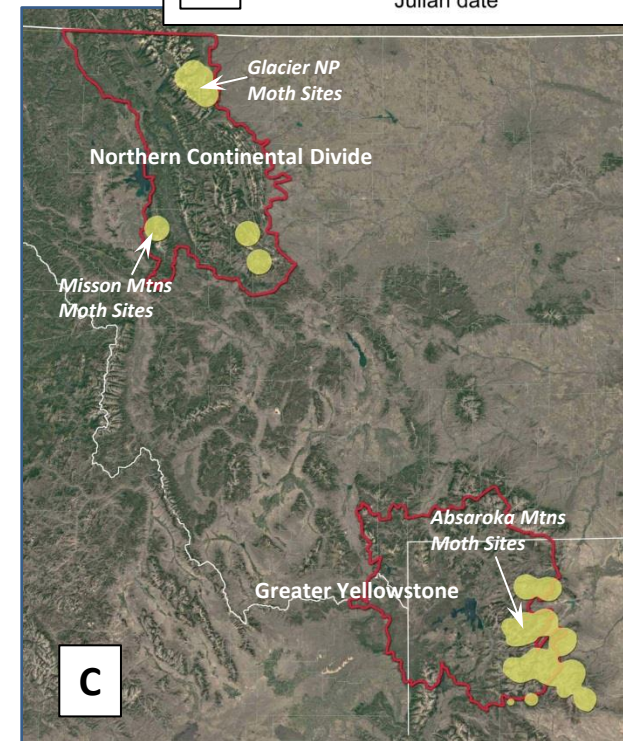 Julian date
Glacier NP
Moth Sites
Northern Continental Divide
Misson Mtns
Moth Sites
Absaroka Mtns
Moth Sites
Greater Yellowstone
C